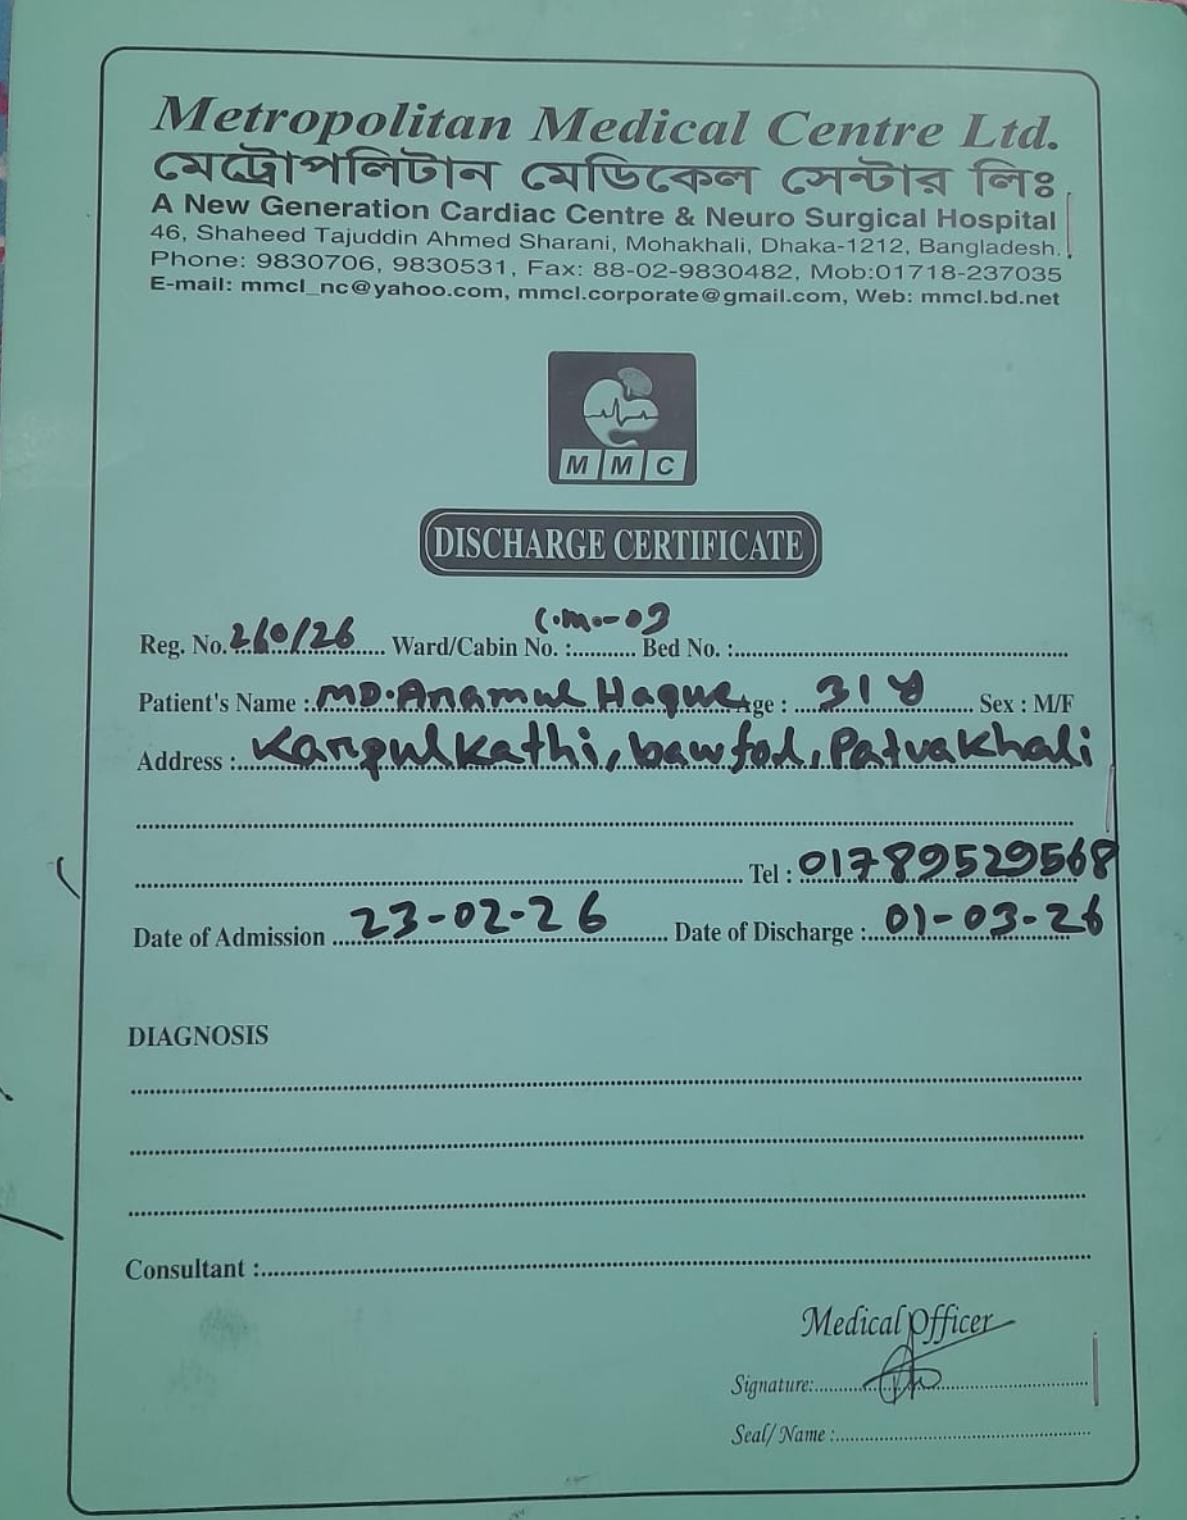 Metropolitan Medical Centre Ltd.
মেট্রোপলিটান মেডিকেল সেন্টার লিঃ
A New Generation Cardiac Centre & Neuro Surgical Hospital
46, Shaheed Tajuddin Ahmed Sharani, Mohakhali, Dhaka-1212, Bangladesh.
Phone: 9830706, 9830531, Fax: 88-02-9830482, Mob:01718-237035
E-mail: mmcl_nc@yahoo.com, mmcl.corporate@gmail.com, Web: mmcl.bd.net
M M C
DISCHARGE CERTIFICATE
Reg. No. 260/26 Ward/Cabin No. : Bed No. :
Patient's Name : MD. Anamul Haque Age : 31 y Sex : M/F
Address : Kanpulkathi, bawfol, Patuakhali
Tel : 01789529568
Date of Admission 23-02-26 Date of Discharge : 01-03-26
DIAGNOSIS
Consultant :
Medical Officer
Signature:
Seal/ Name :